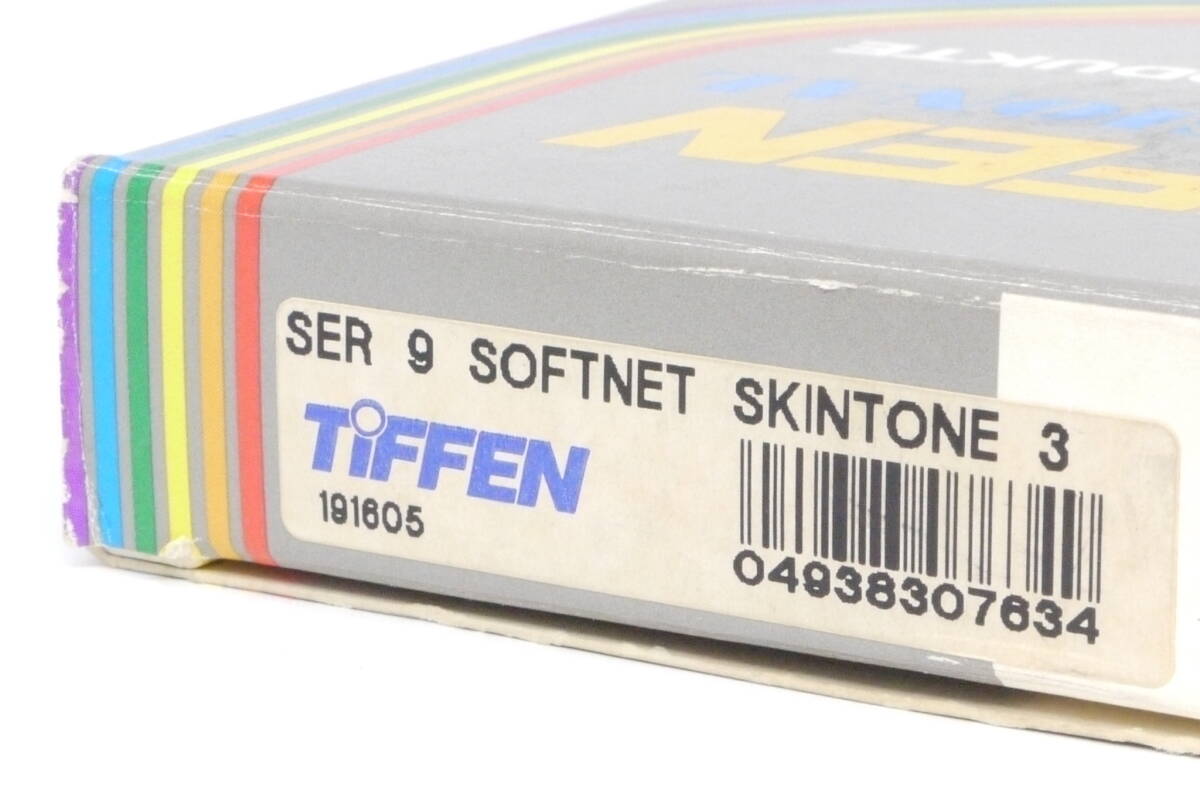 SER 9 SOFTNET SKINTONE 3
TIFFEN
191605
04938307634